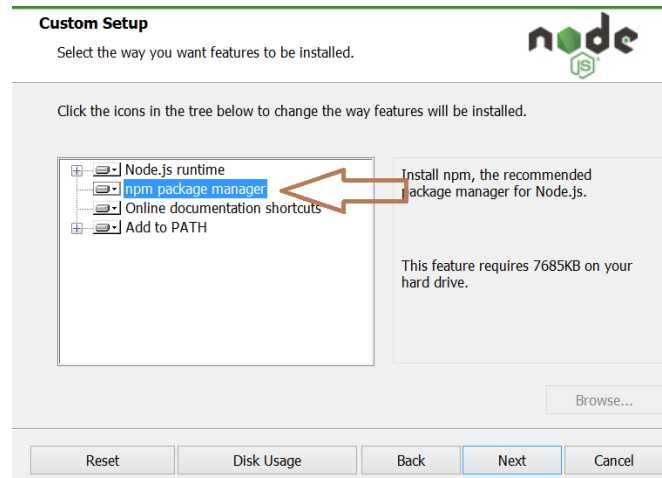 Custom Setup
Select the way you want features to be installed.
node
JS
Click the icons in the tree below to change the way features will be installed.
Node.js runtime
npm package manager
Online documentation shortcuts
Add to PATH
Install npm, the recommended
package manager for Node.js.
This feature requires 7685KB on your
hard drive.
Browse...
Reset
Disk Usage
Back
Next
Cancel